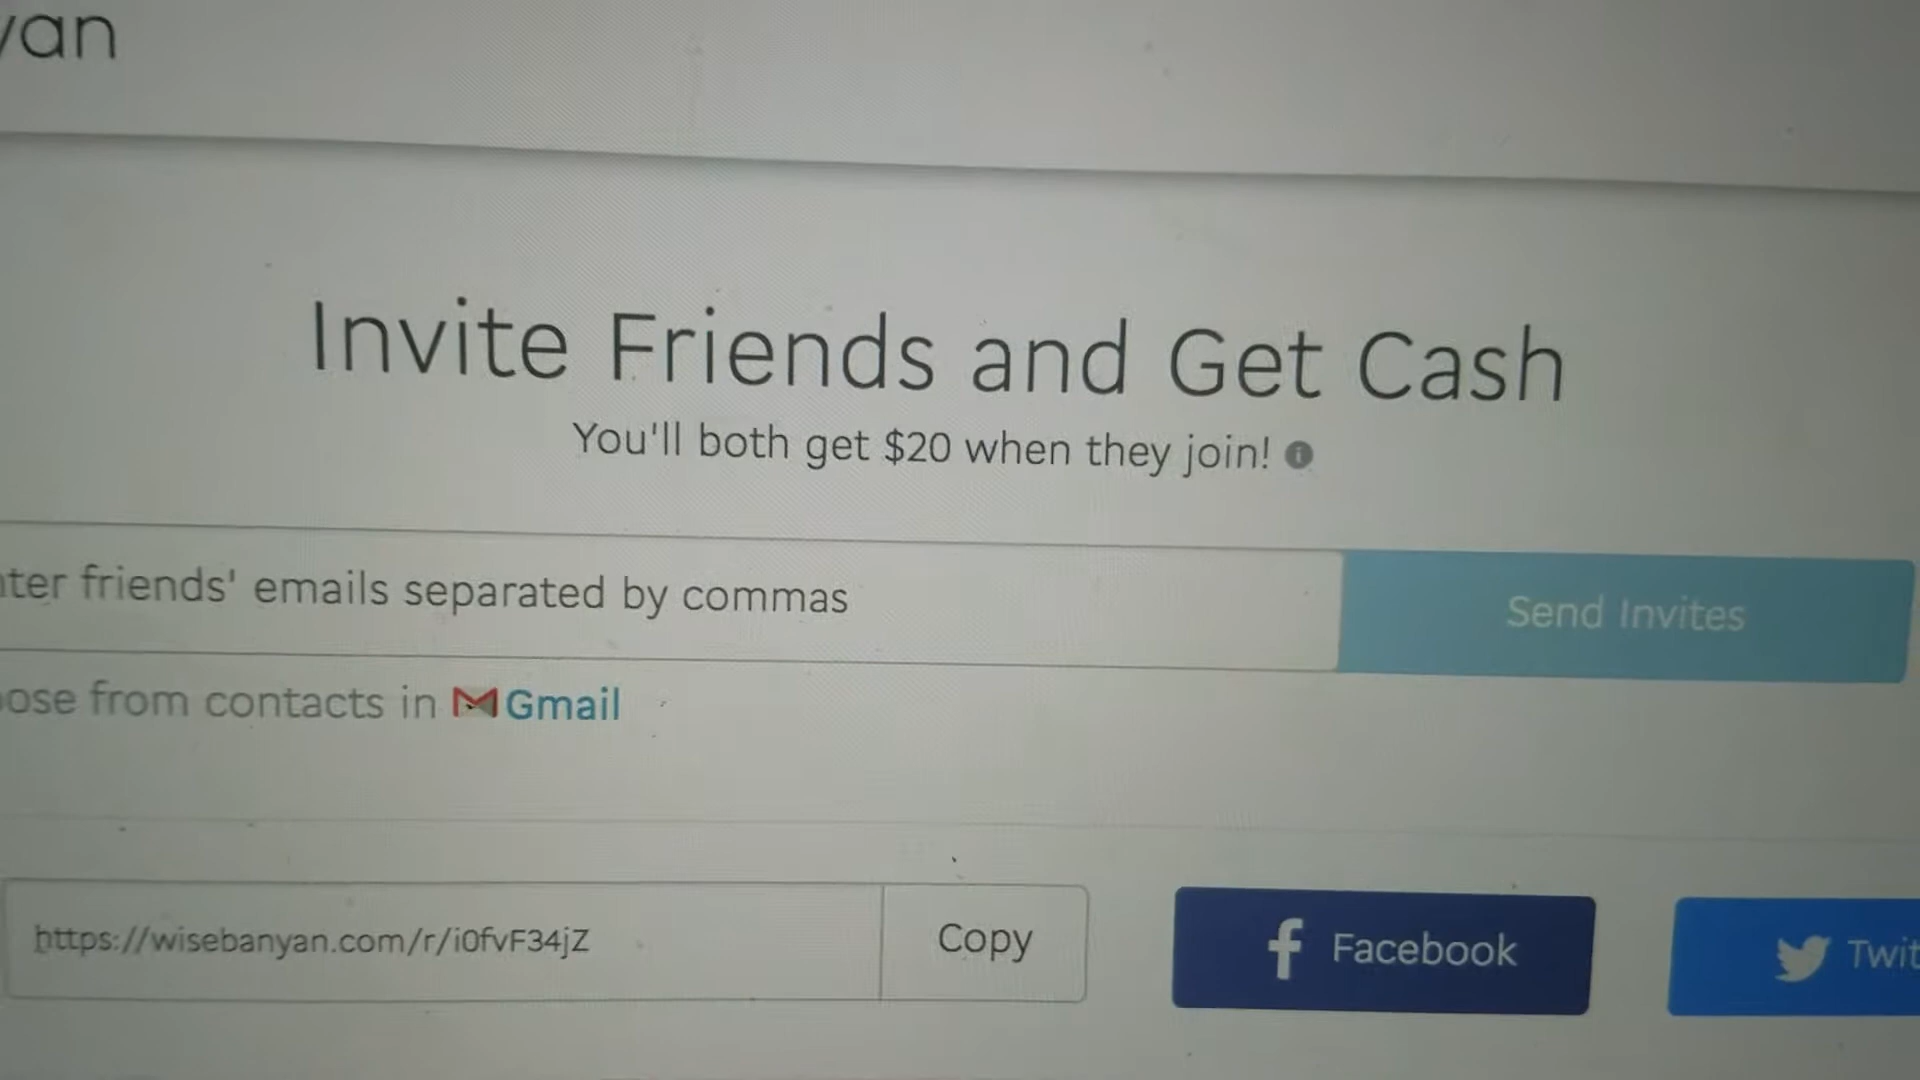 yan
Invite Friends and Get Cash
You'll both get $20 when they join!
ter friends' emails separated by commas
Send Invites
ose from contacts in Gmail
https://wisebanyan.com/r/i0fvF34jZ
Copy
Facebook
Twit